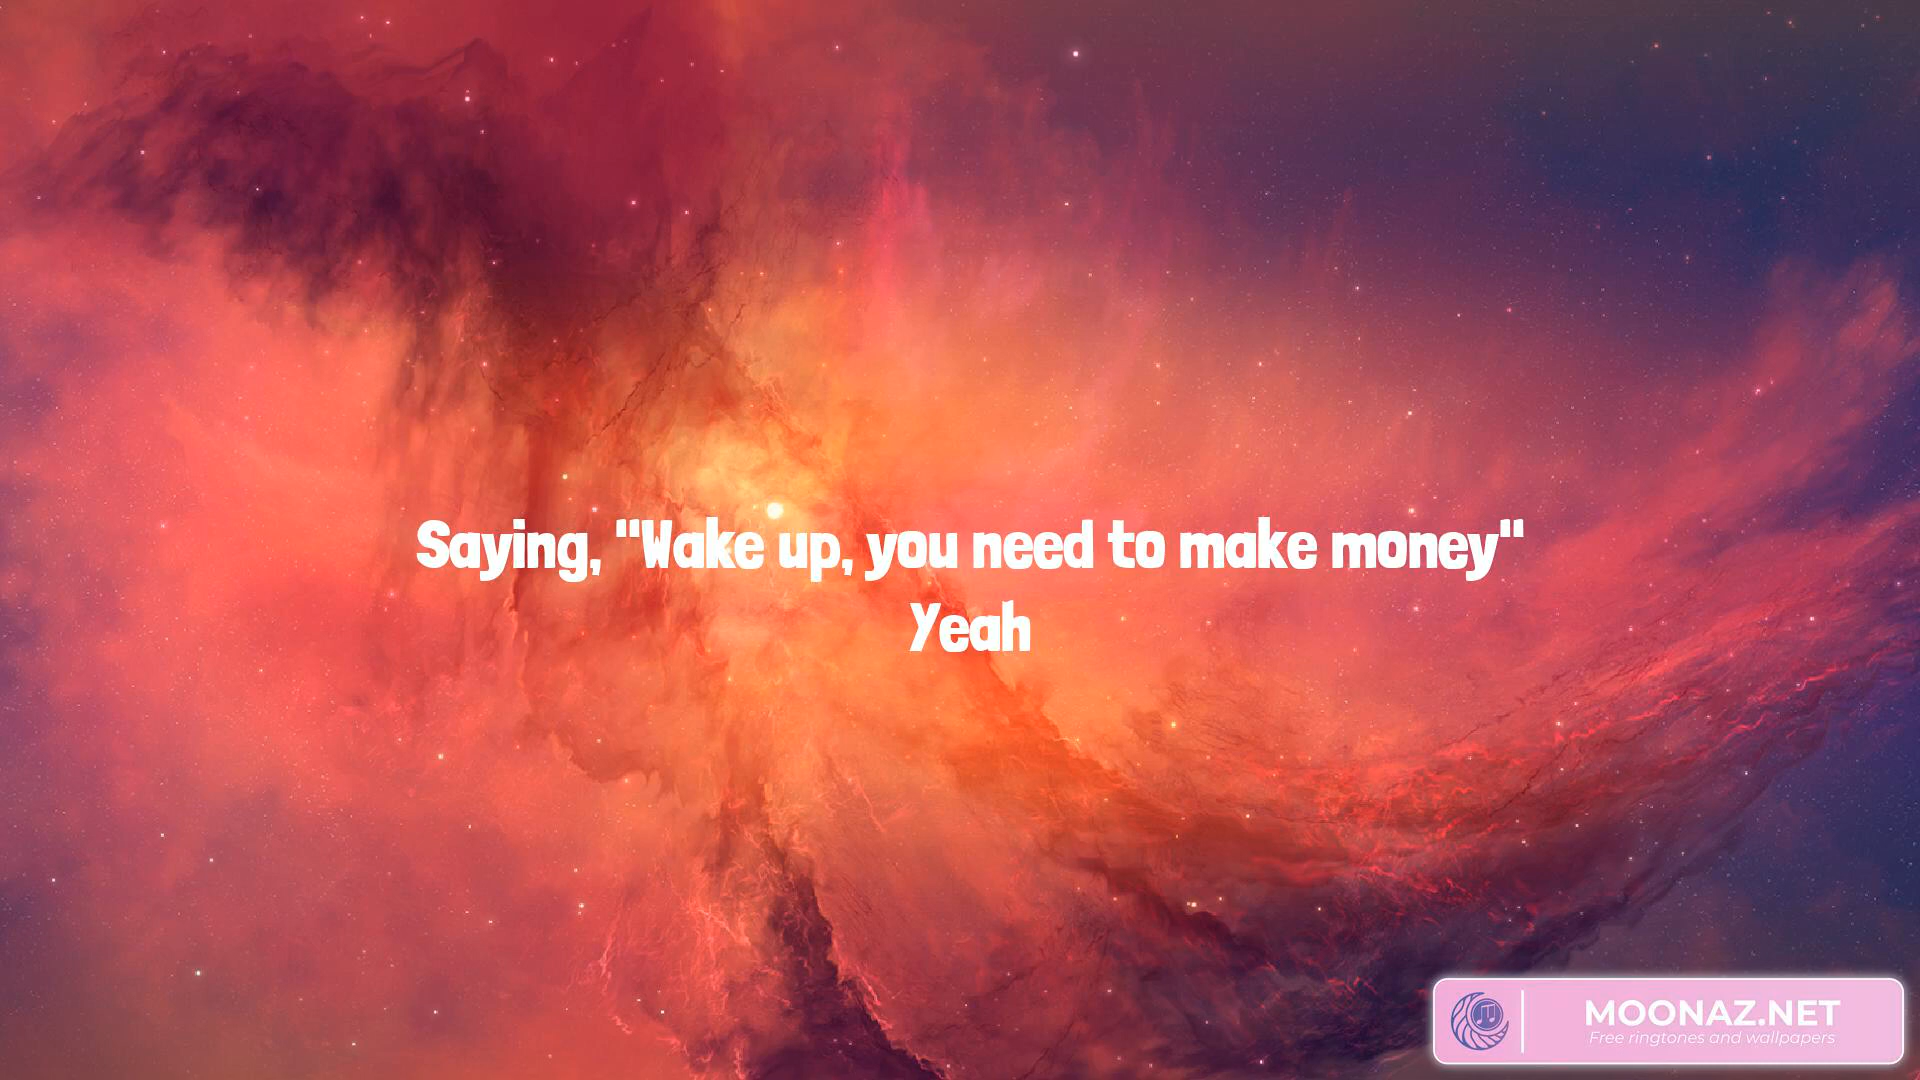 Saying, "Wake up, you need to make money"
Yeah
MOONAZ.NET
Free ringtones and wallpapers